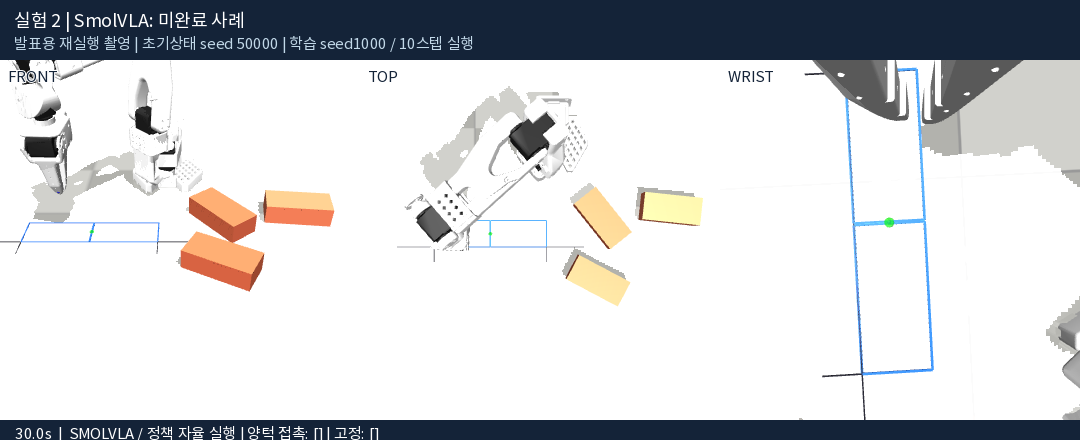 실험 2 | SmolVLA: 미완료 사례
발표용 재실행 촬영 | 초기상태 seed 50000 | 학습 seed1000 / 10스텝 실행
FRONT
TOP
WRIST
30.0s | SMOLVLA / 정책 자율 실행 | 양턱 접촉: [] | 고정: []